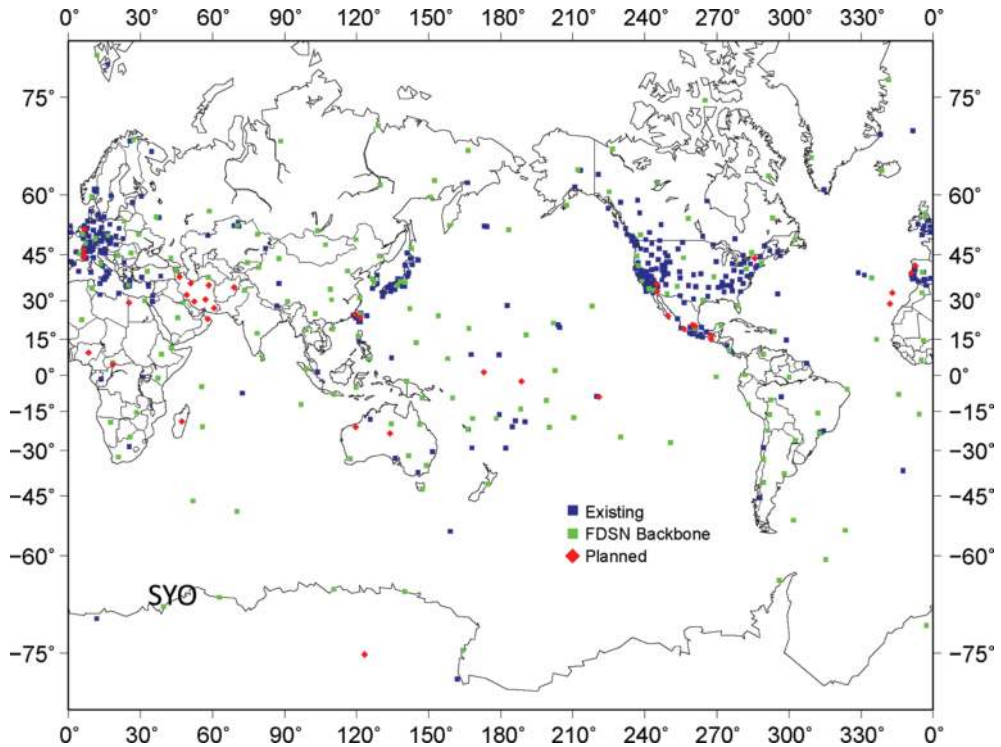 0° 30° 60° 90° 120° 150° 180° 210° 240° 270° 300° 330° 0°
75° 75°
60° 60°
45° 45°
30° 30°
15° 15°
0° 0°
−15° −15°
−30° −30°
−45° −45°
Existing
FDSN Backbone
Planned
−60° −60°
SYO
−75° −75°
0° 30° 60° 90° 120° 150° 180° 210° 240° 270° 300° 330° 0°